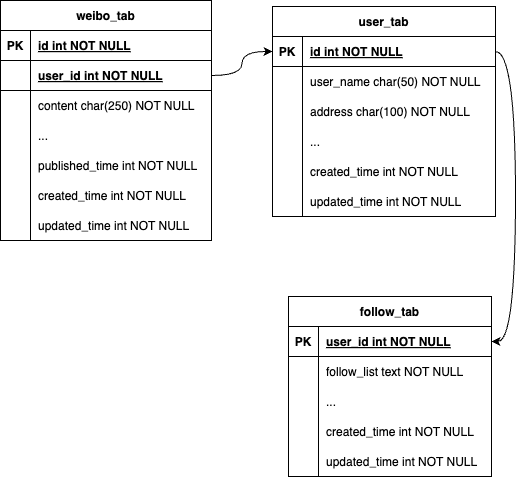 weibo_tab
PK id int NOT NULL
user_id int NOT NULL
content char(250) NOT NULL
...
published_time int NOT NULL
created_time int NOT NULL
updated_time int NOT NULL
user_tab
PK id int NOT NULL
user_name char(50) NOT NULL
address char(100) NOT NULL
...
created_time int NOT NULL
updated_time int NOT NULL
follow_tab
PK user_id int NOT NULL
follow_list text NOT NULL
...
created_time int NOT NULL
updated_time int NOT NULL